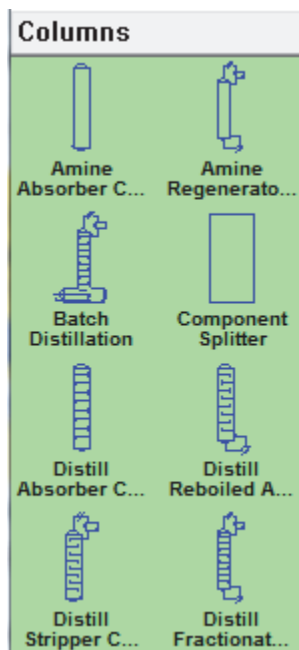 Columns
Amine
Absorber C...
Amine
Regenerato...
Batch
Distillation
Component
Splitter
Distill
Absorber C...
Distill
Reboiled A...
Distill
Stripper C...
Distill
Fractionat...